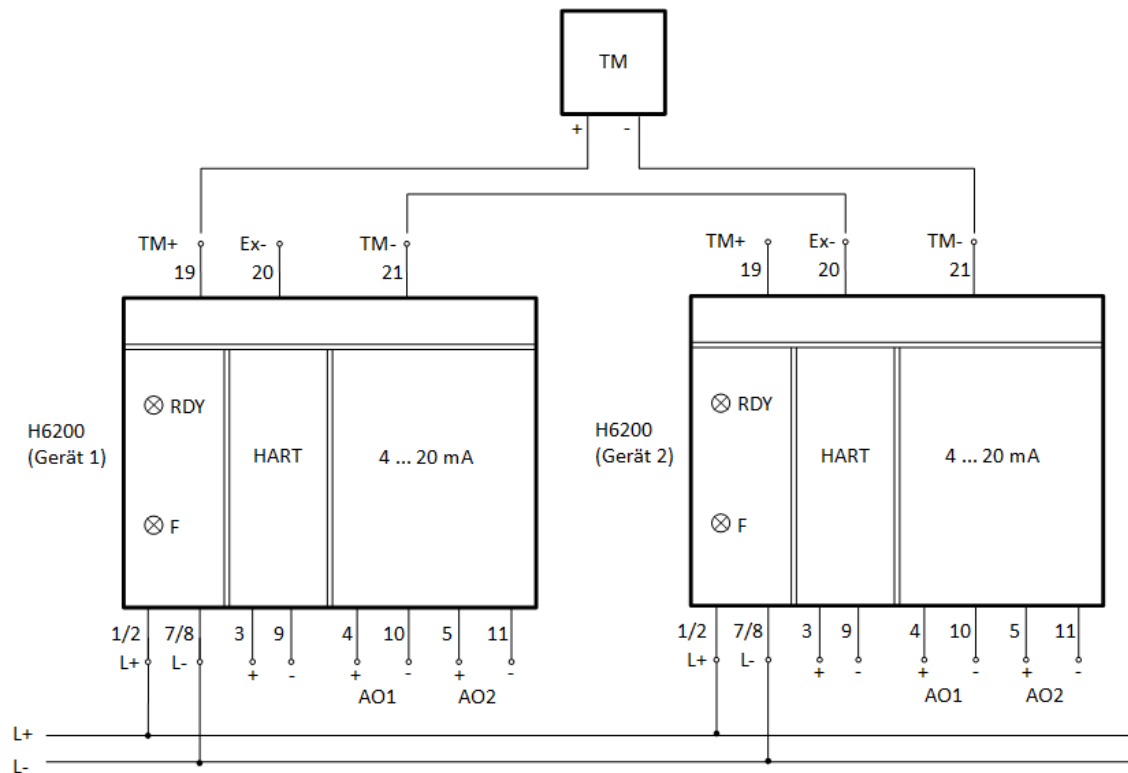 TM
+ -
TM+ Ex- TM- TM+ Ex- TM-
19 20 21 19 20 21
RDY RDY
H6200 HART 4 ... 20 mA H6200 HART 4 ... 20 mA
(Gerät 1) (Gerät 2)
F F
1/2 7/8 3 9 4 10 5 11 1/2 7/8 3 9 4 10 5 11
L+ L- + - + - + - L+ L- + - + - + -
AO1 AO2 AO1 AO2
L+
L-